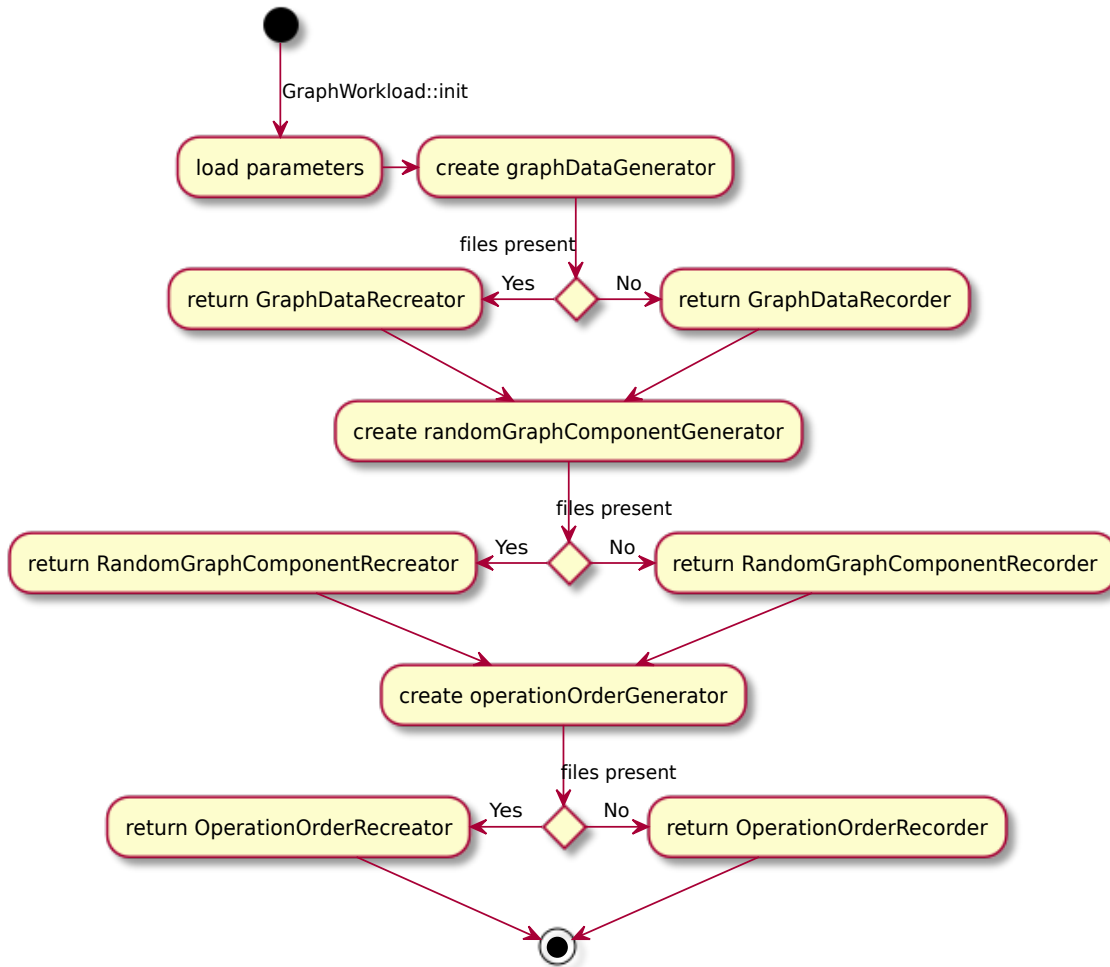 GraphWorkload::init
load parameters
create graphDataGenerator
files present
Yes
No
return GraphDataRecreator
return GraphDataRecorder
create randomGraphComponentGenerator
files present
Yes
No
return RandomGraphComponentRecreator
return RandomGraphComponentRecorder
create operationOrderGenerator
files present
Yes
No
return OperationOrderRecreator
return OperationOrderRecorder